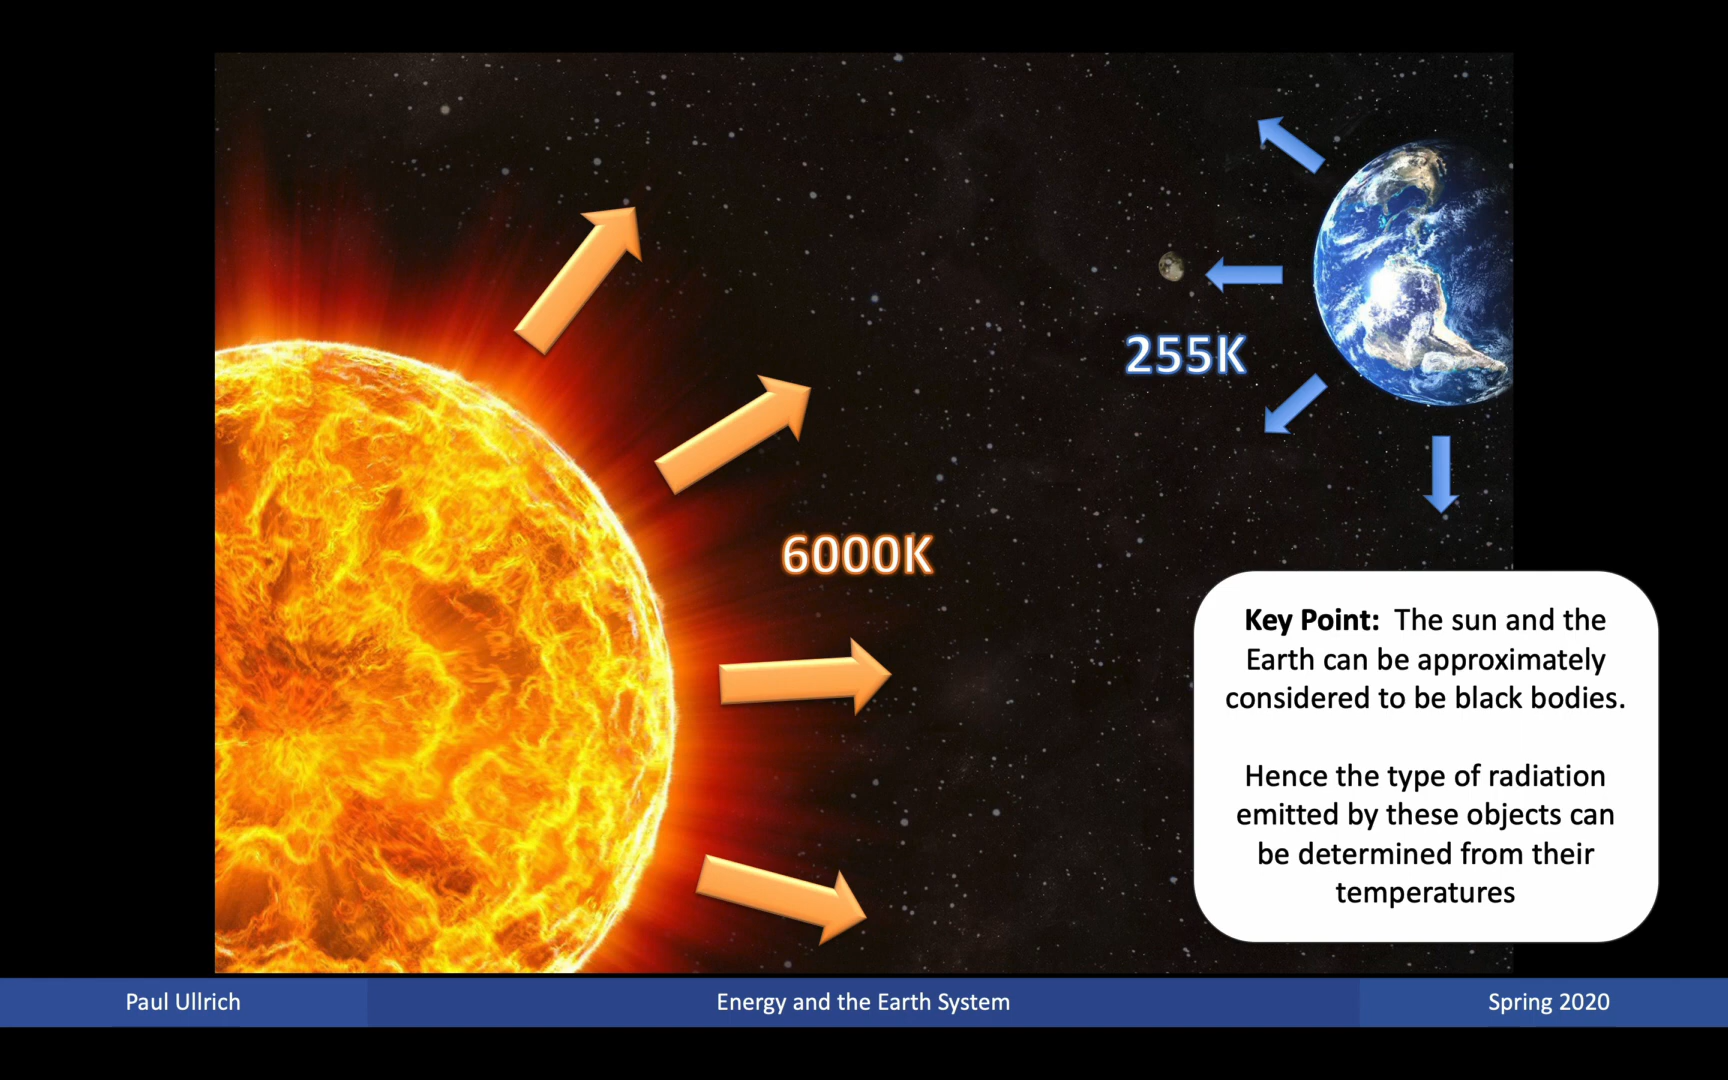 255K
6000K
Key Point:  The sun and the
Earth can be approximately
considered to be black bodies.
Hence the type of radiation
emitted by these objects can
be determined from their
temperatures
Paul Ullrich
Energy and the Earth System
Spring 2020